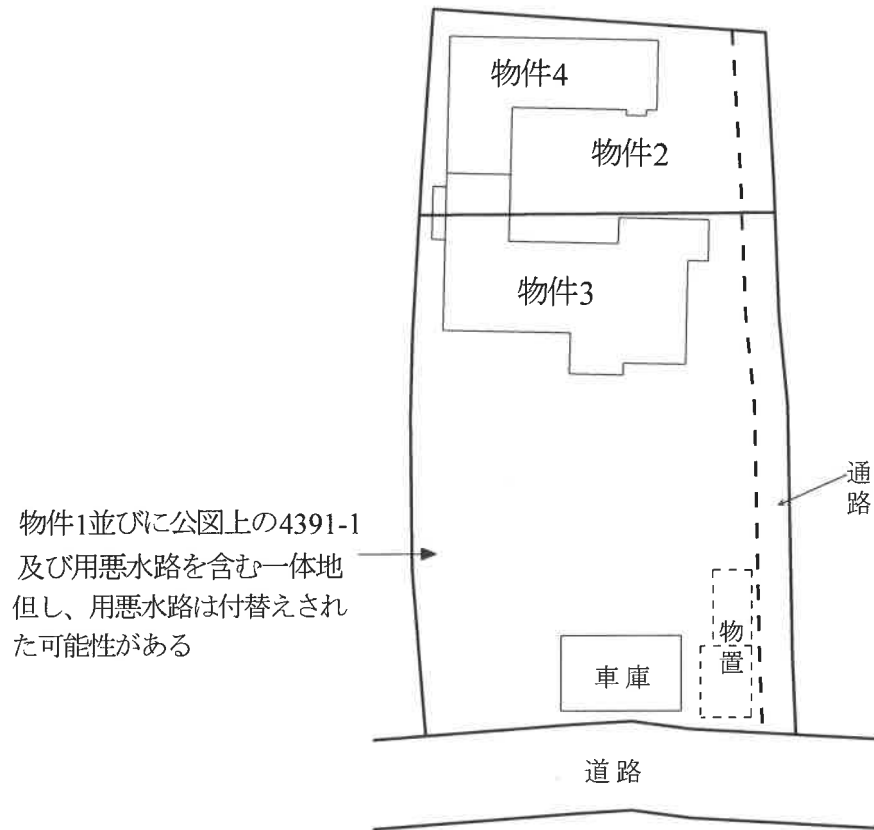 物件4
物件2
物件3
通路
物件1並びに公図上の4391-1
及び用悪水路を含む一体地
但し、用悪水路は付替えされ
た可能性がある
物置
車庫
道路